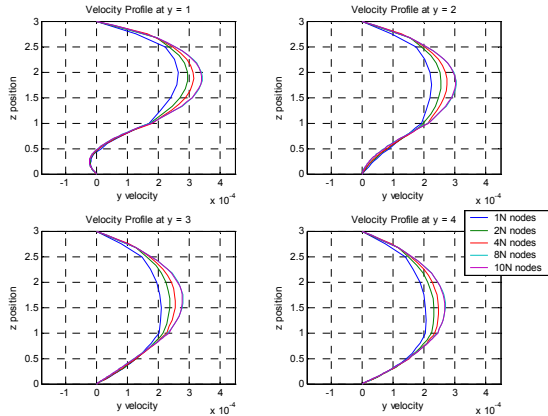 Velocity Profile at y = 1
3
2.5
2
1.5
1
0.5
0
z position
-1 0 1 2 3 4
y velocity
x 10^-4
Velocity Profile at y = 2
3
2.5
2
1.5
1
0.5
0
z position
-1 0 1 2 3 4
y velocity
x 10^-4
Velocity Profile at y = 3
3
2.5
2
1.5
1
0.5
0
z position
-1 0 1 2 3 4
y velocity
x 10^-4
Velocity Profile at y = 4
3
2.5
2
1.5
1
0.5
0
z position
-1 0 1 2 3 4
y velocity
x 10^-4
1N nodes
2N nodes
4N nodes
8N nodes
10N nodes